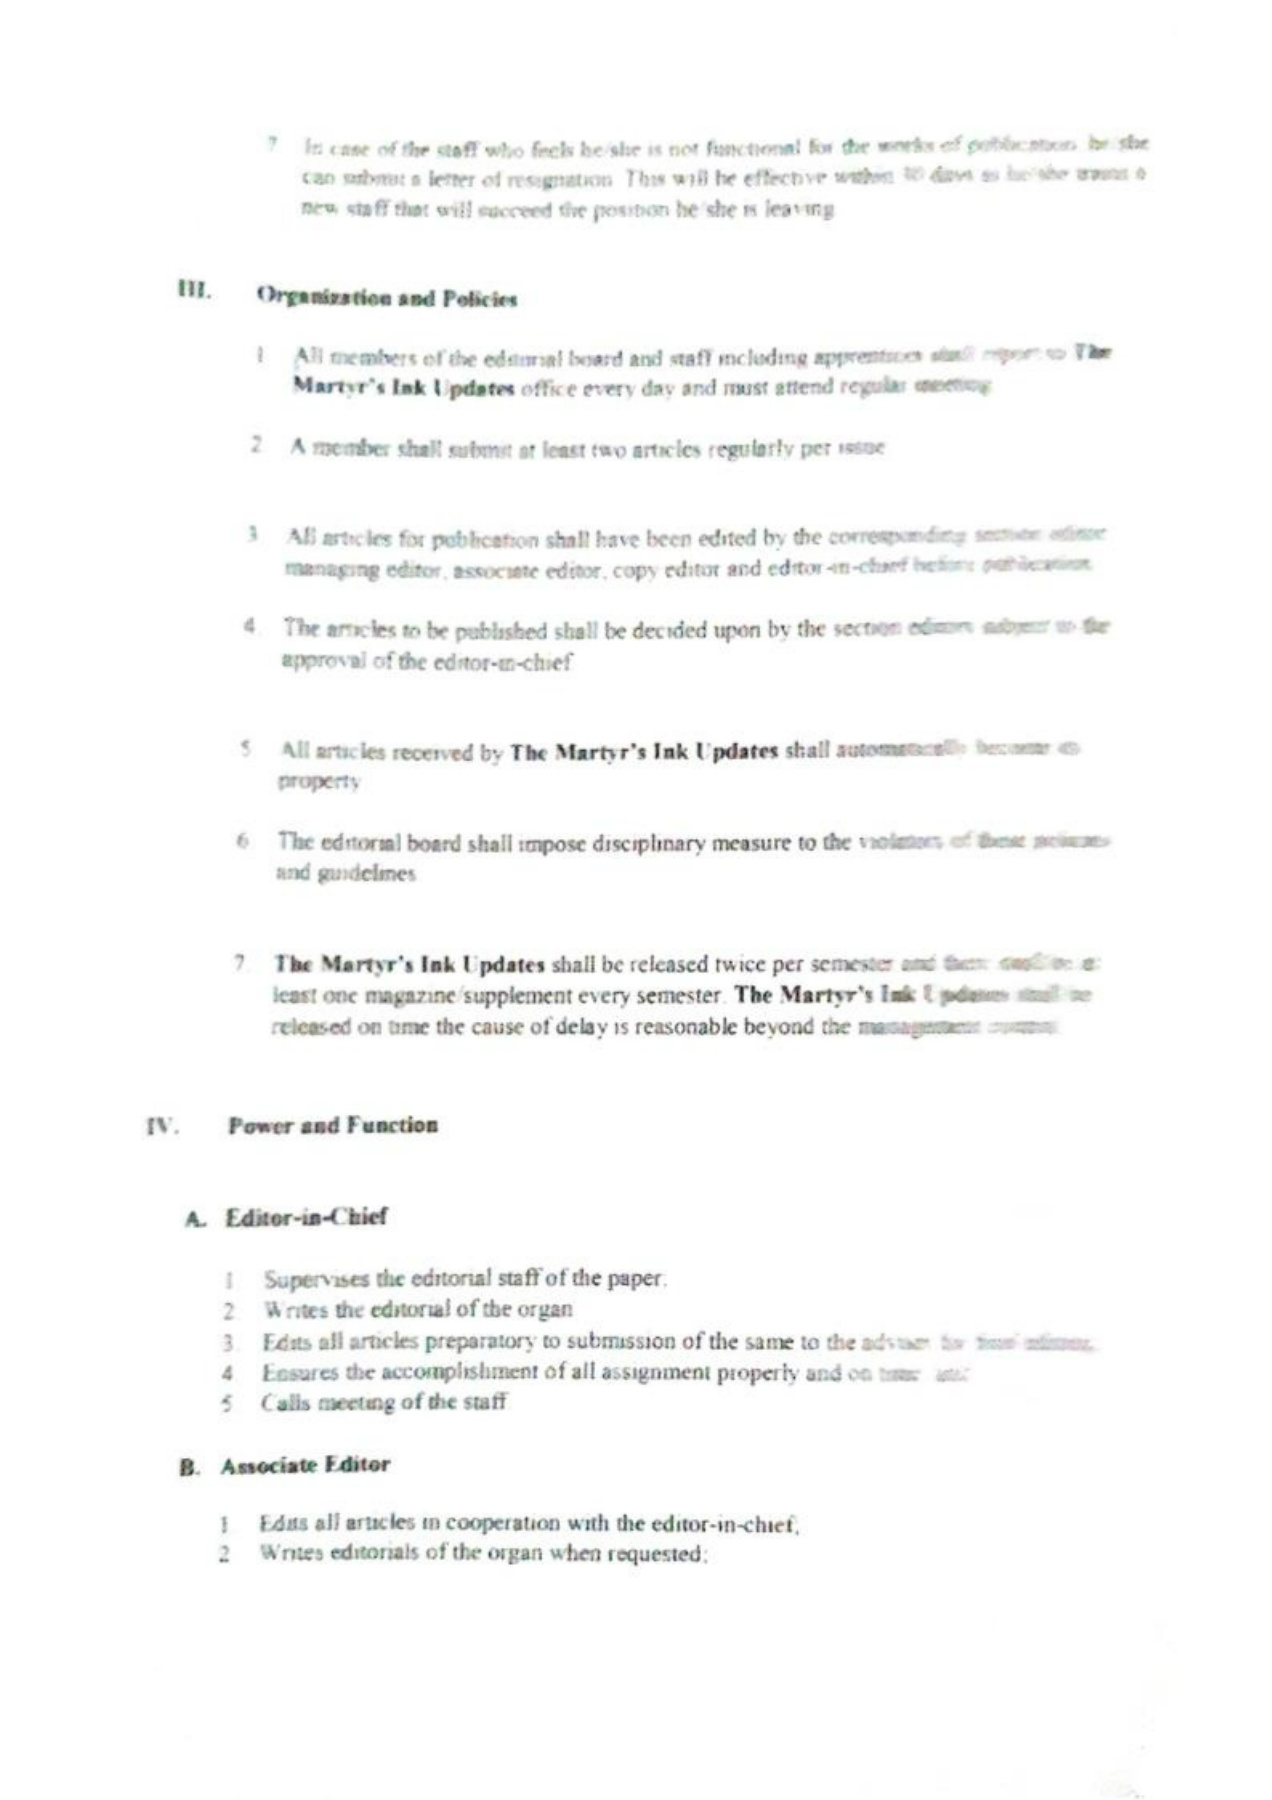 7 In case of the staff who feels he/she is not functional for the works of publication, he/she
can submit a letter of resignation. This will be effective within 30 days as he/she trains a
new staff that will succeed the position he/she is leaving
III. Organization and Policies
1 All members of the editorial board and staff including apprentices shall report to The
Martyr's Ink Updates office every day and must attend regular meeting
2 A member shall submit at least two articles regularly per issue
3 All articles for publication shall have been edited by the corresponding section editor
managing editor, associate editor, copy editor and editor-in-chief before publication.
4. The articles to be published shall be decided upon by the section editors subject to the
approval of the editor-in-chief
5 All articles received by The Martyr's Ink Updates shall automatically become
property
6 The editorial board shall impose disciplinary measure to the violators of these policies
and guidelines
7. The Martyr's Ink Updates shall be released twice per semester and there shall be at
least one magazine/supplement every semester. The Martyr's Ink Updates shall be
released on time the cause of delay is reasonable beyond the management control
IV. Power and Function
A. Editor-in-Chief
1 Supervises the editorial staff of the paper.
2 Writes the editorial of the organ
3 Edits all articles preparatory to submission of the same to the adviser for final
4 Ensures the accomplishment of all assignment properly and on time and
5 Calls meeting of the staff
B. Associate Editor
1 Edits all articles in cooperation with the editor-in-chief;
2 Writes editorials of the organ when requested;